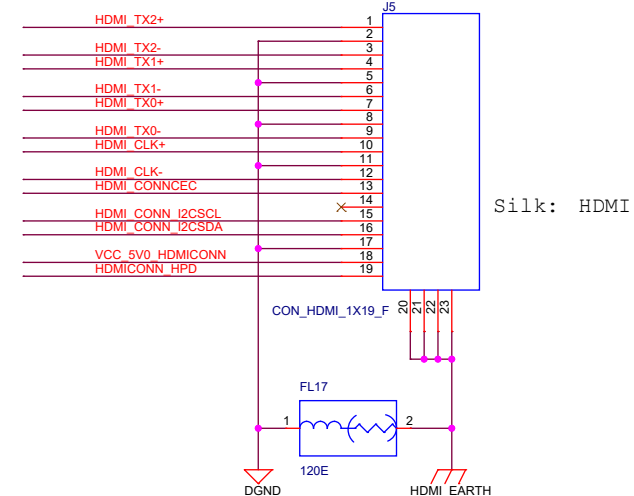 J5
HDMI_TX2+ 1
2
HDMI_TX2- 3
HDMI_TX1+ 4
5
HDMI_TX1- 6
HDMI_TX0+ 7
8
HDMI_TX0- 9
HDMI_CLK+ 10
11
HDMI_CLK- 12
HDMI_CONNCEC 13
14
Silk: HDMI
HDMI_CONN_I2CSCL 15
HDMI_CONN_I2CSDA 16
17
VCC_5V0_HDMICONN 18
HDMICONN_HPD 19
CON_HDMI_1X19_F
20 21 22 23
FL17
1 2
120E
DGND HDMI_EARTH